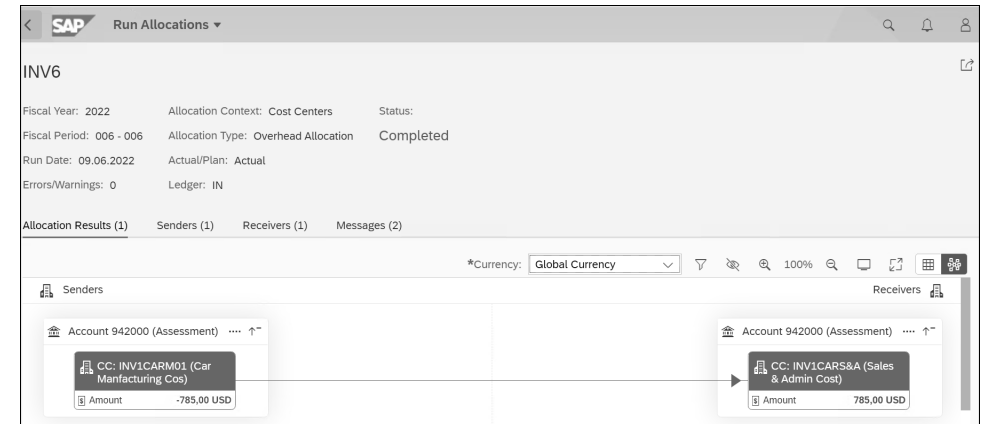 SAP Run Allocations
INV6
Fiscal Year: 2022 Allocation Context: Cost Centers Status:
Fiscal Period: 006 - 006 Allocation Type: Overhead Allocation Completed
Run Date: 09.06.2022 Actual/Plan: Actual
Errors/Warnings: 0 Ledger: IN
Allocation Results (1) Senders (1) Receivers (1) Messages (2)
*Currency: Global Currency 100%
Senders Receivers
Account 942000 (Assessment) Account 942000 (Assessment)
CC: INV1CARM01 (Car CC: INV1CARS&A (Sales
Manfacturing Cos) & Admin Cost)
$ Amount -785,00 USD $ Amount 785,00 USD